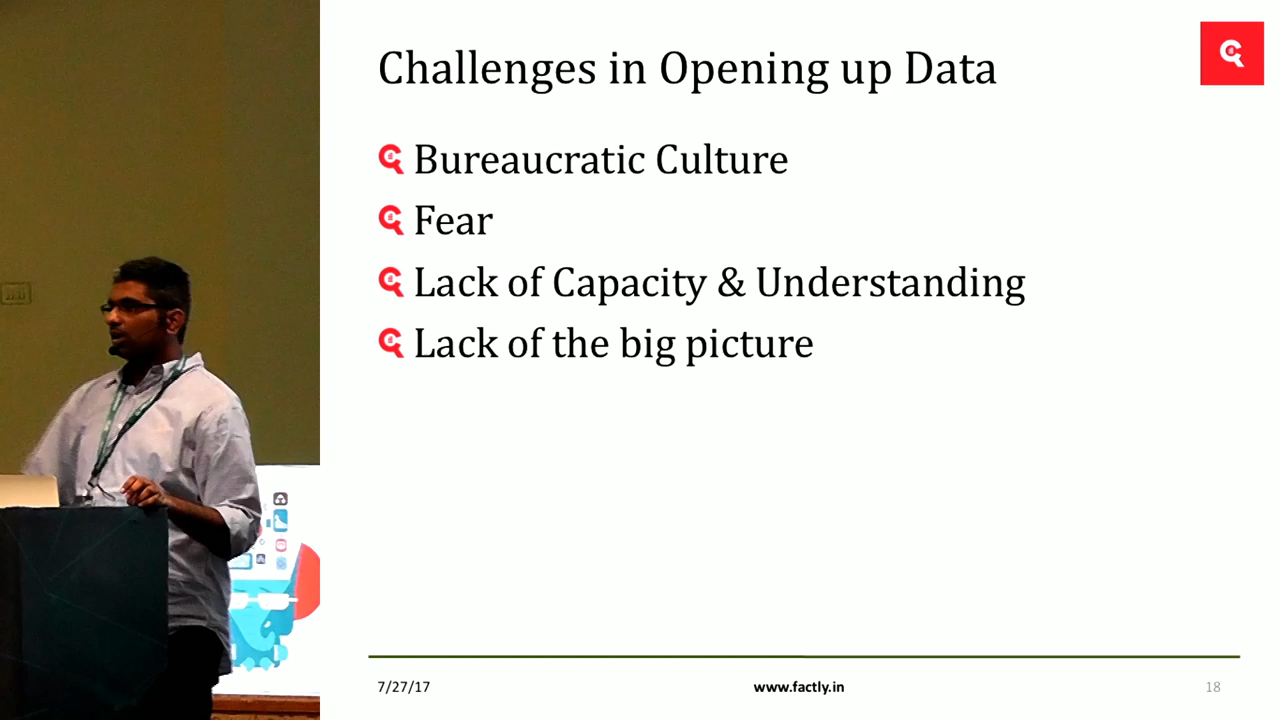 Challenges in Opening up Data
Bureaucratic Culture
Fear
Lack of Capacity & Understanding
Lack of the big picture
7/27/17
www.factly.in
18